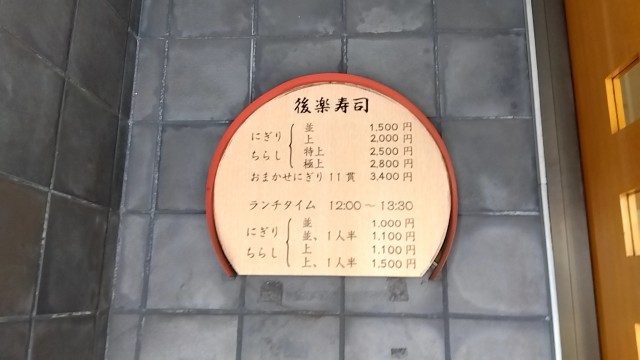 後楽寿司
にぎり
ちらし
並 1,500 円
上 2,000 円
特上 2,500 円
極上 2,800 円
おまかせにぎり 11 貫 3,400 円
ランチタイム 12:00 ～ 13:30
にぎり
ちらし
並 1,000 円
並、1人半 1,100 円
上 1,100 円
上、1人半 1,500 円